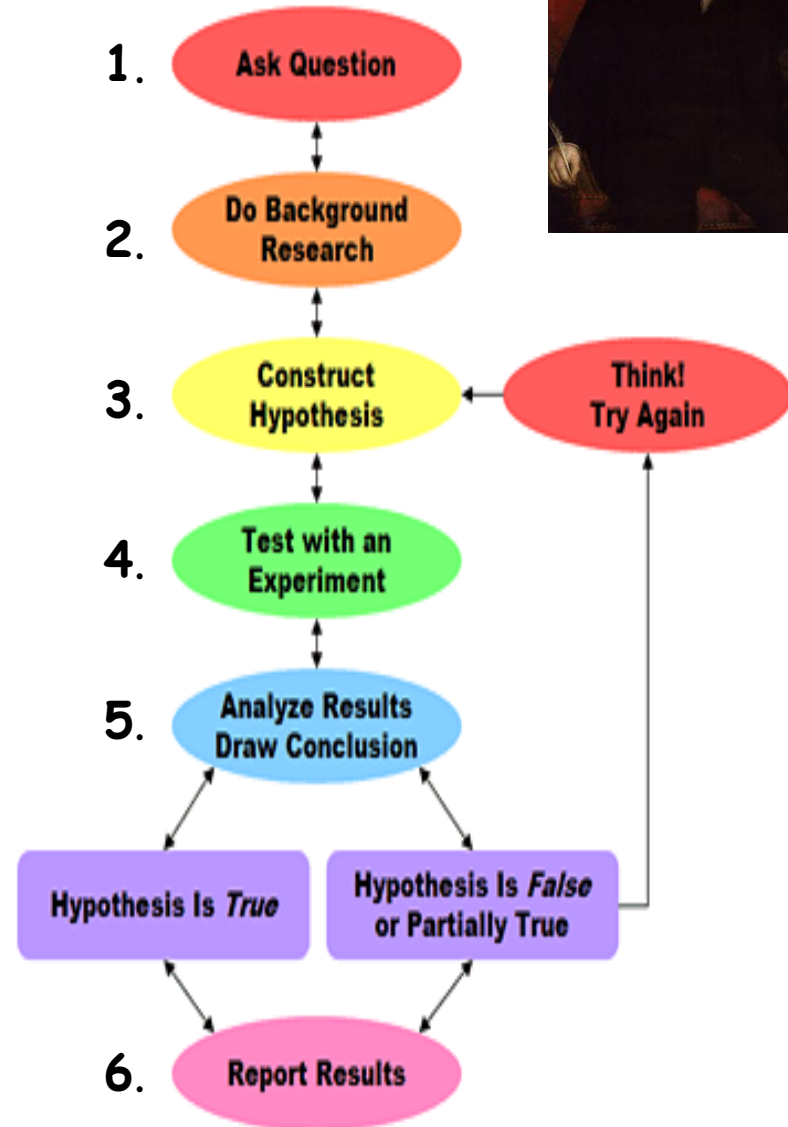 1.
Ask Question
2.
Do Background
Research
3.
Construct
Hypothesis
Think!
Try Again
4.
Test with an
Experiment
5.
Analyze Results
Draw Conclusion
Hypothesis Is True
Hypothesis Is False
or Partially True
6.
Report Results